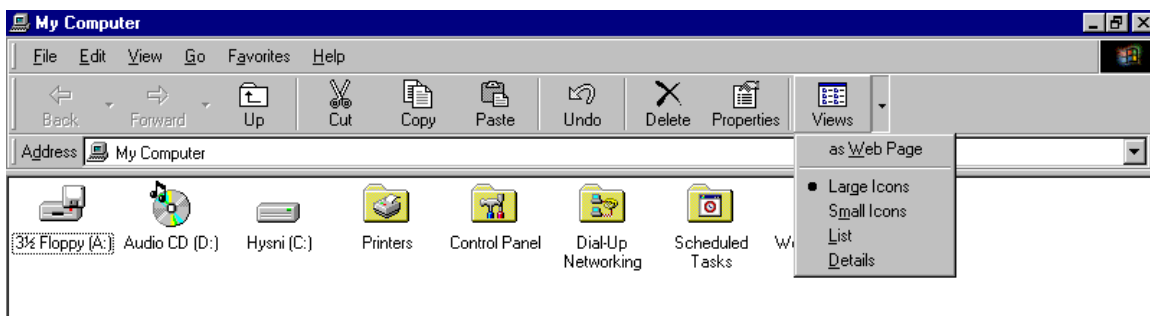 My Computer
File Edit View Go Favorites Help
Back Forward Up Cut Copy Paste Undo Delete Properties Views
Address My Computer
as Web Page
Large Icons
Small Icons
List
Details
3½ Floppy (A:) Audio CD (D:) Hysni (C:) Printers Control Panel Dial-Up Networking Scheduled Tasks